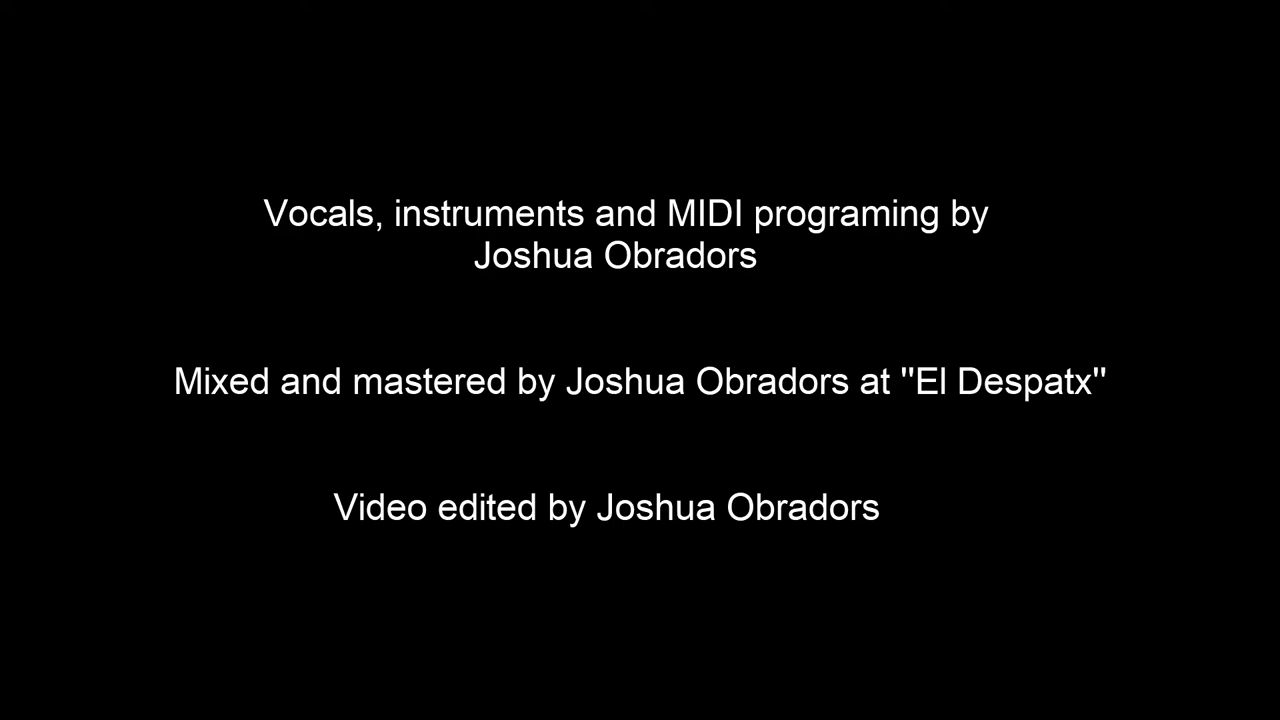 Vocals, instruments and MIDI programing by
Joshua Obradors
Mixed and mastered by Joshua Obradors at "El Despatx"
Video edited by Joshua Obradors